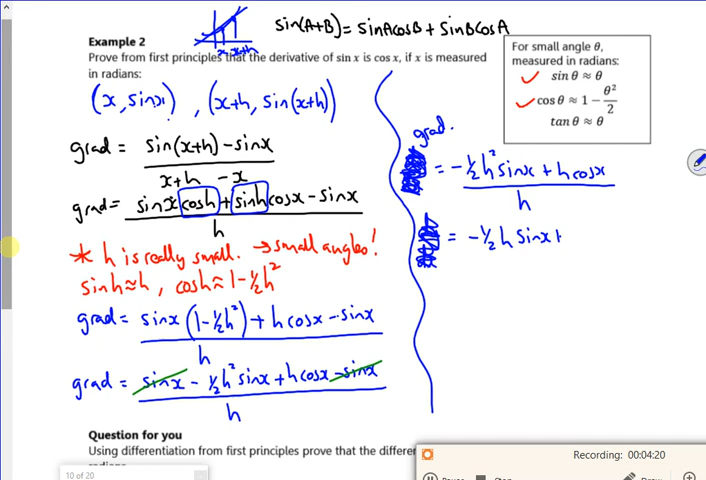 sin(A+B) = sinAcosB + sinBcosA
x x+h
Example 2
Prove from first principles that the derivative of sin x is cos x, if x is measured
in radians:
For small angle θ,
measured in radians:
sin θ ≈ θ
cos θ ≈ 1 − θ²/2
tan θ ≈ θ
(x, sinx), (x+h, sin(x+h))
grad = sin(x+h) − sinx
x+h − x
grad = sinx cosh + sinh cosx − sinx
h
* h is really small. → small angles!
sinh ≈ h, cosh ≈ 1 − ½h²
grad = sinx (1 − ½h²) + h cosx − sinx
h
grad = sinx − ½h² sinx + h cosx − sinx
h
grad.
= −½h² sinx + h cosx
h
= −½ h sinx +
Question for you
Using differentiation from first principles prove that the differe
10 of 20
Recording: 00:04:20